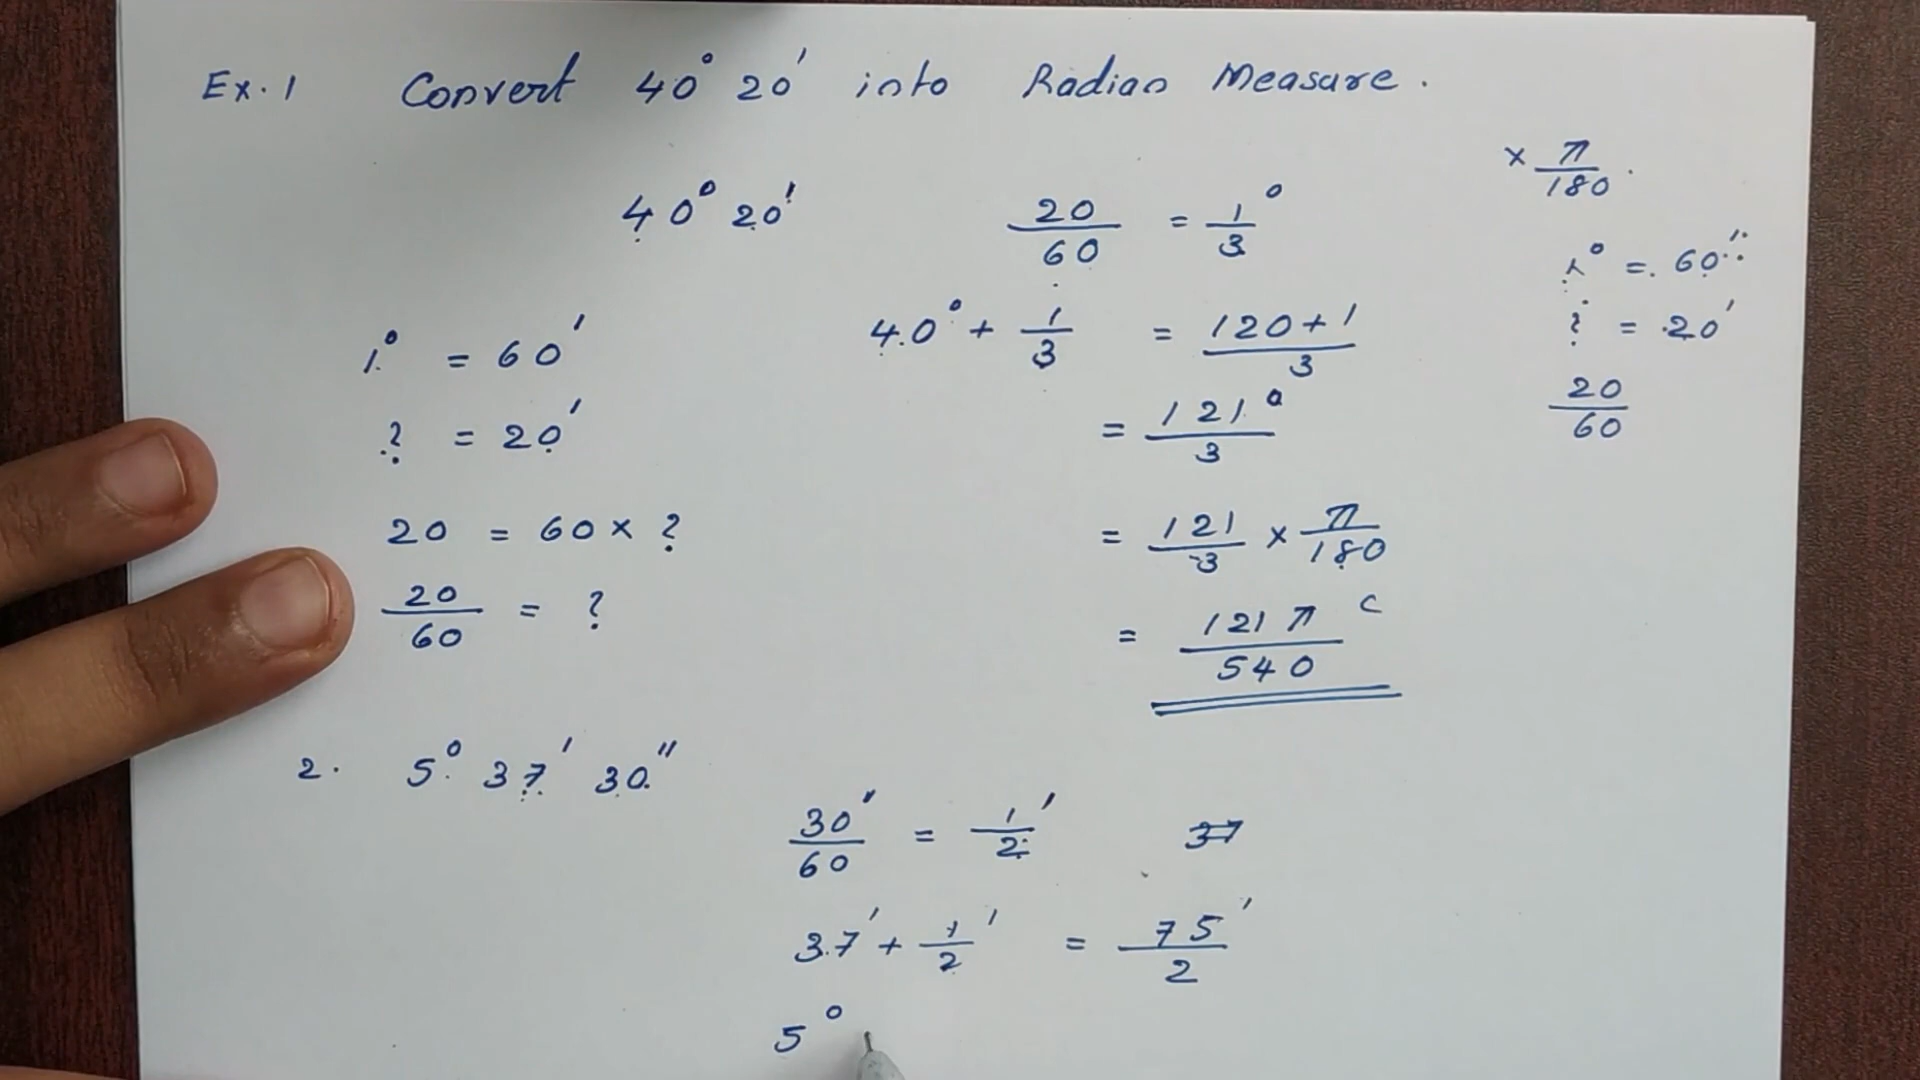 Ex. 1 Convert 40° 20' into Radian Measure.
× π/180
40° 20'
20/60 = 1/3°
1° = 60'
? = 20'
20/60
1° = 60'
? = 20'
20 = 60 × ?
20/60 = ?
40° + 1/3 = 120+1/3
= 121°/3
= 121/3 × π/180
= 121π/540 c
2. 5° 37' 30"
30'/60 = 1/2'
37
37' + 1/2' = 75'/2
5°